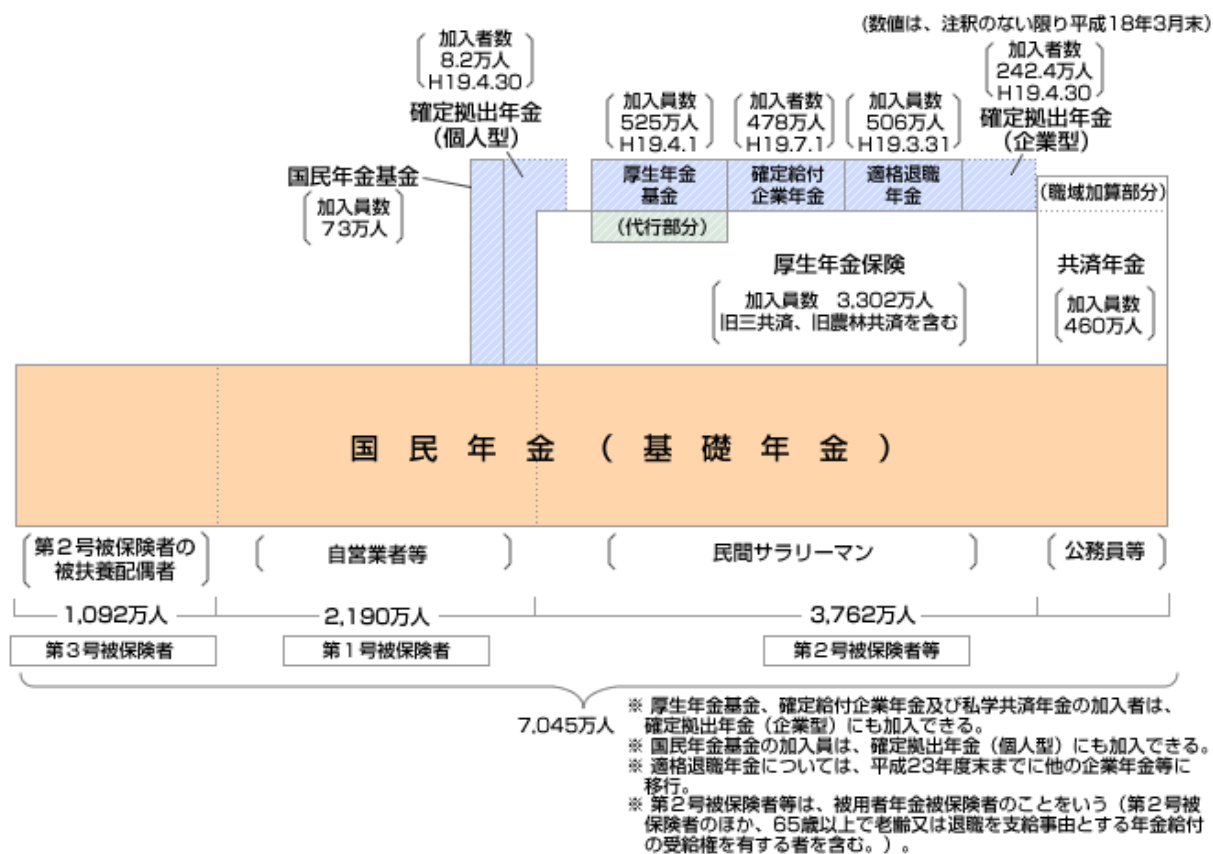 (数値は、注釈のない限り平成18年3月末)
加入者数
8.2万人
H19.4.30
確定拠出年金
(個人型)
国民年金基金
加入員数
73万人
加入員数
525万人
H19.4.1
加入者数
478万人
H19.7.1
加入員数
506万人
H19.3.31
加入者数
242.4万人
H19.4.30
確定拠出年金
(企業型)
厚生年金
基金
確定給付
企業年金
適格退職
年金
(職域加算部分)
(代行部分)
厚生年金保険
加入員数 3,302万人
旧三共済、旧農林共済を含む
共済年金
加入員数
460万人
国民年金(基礎年金)
第2号被保険者の
被扶養配偶者
自営業者等
民間サラリーマン
公務員等
1,092万人
2,190万人
3,762万人
第3号被保険者
第1号被保険者
第2号被保険者等
7,045万人
※ 厚生年金基金、確定給付企業年金及び私学共済年金の加入者は、
確定拠出年金(企業型)にも加入できる。
※ 国民年金基金の加入員は、確定拠出年金(個人型)にも加入できる。
※ 適格退職年金については、平成23年度末までに他の企業年金等に
移行。
※ 第2号被保険者等は、被用者年金被保険者のことをいう(第2号被
保険者のほか、65歳以上で老齢又は退職を支給事由とする年金給付
の受給権を有する者を含む。)。